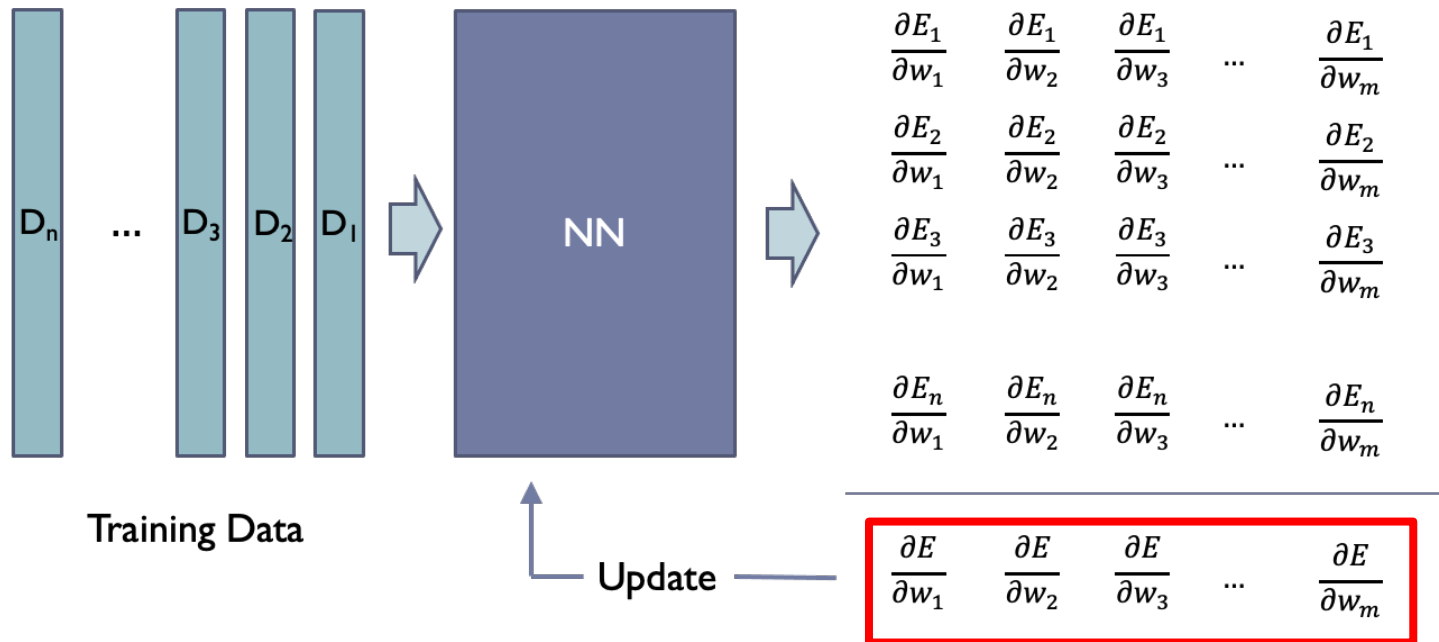 ∂E₁/∂w₁ ∂E₁/∂w₂ ∂E₁/∂w₃ ... ∂E₁/∂wₘ
∂E₂/∂w₁ ∂E₂/∂w₂ ∂E₂/∂w₃ ... ∂E₂/∂wₘ
Dₙ ... D₃ D₂ D₁ NN
∂E₃/∂w₁ ∂E₃/∂w₂ ∂E₃/∂w₃ ... ∂E₃/∂wₘ
∂Eₙ/∂w₁ ∂Eₙ/∂w₂ ∂Eₙ/∂w₃ ... ∂Eₙ/∂wₘ
Training Data
Update
∂E/∂w₁ ∂E/∂w₂ ∂E/∂w₃ ... ∂E/∂wₘ